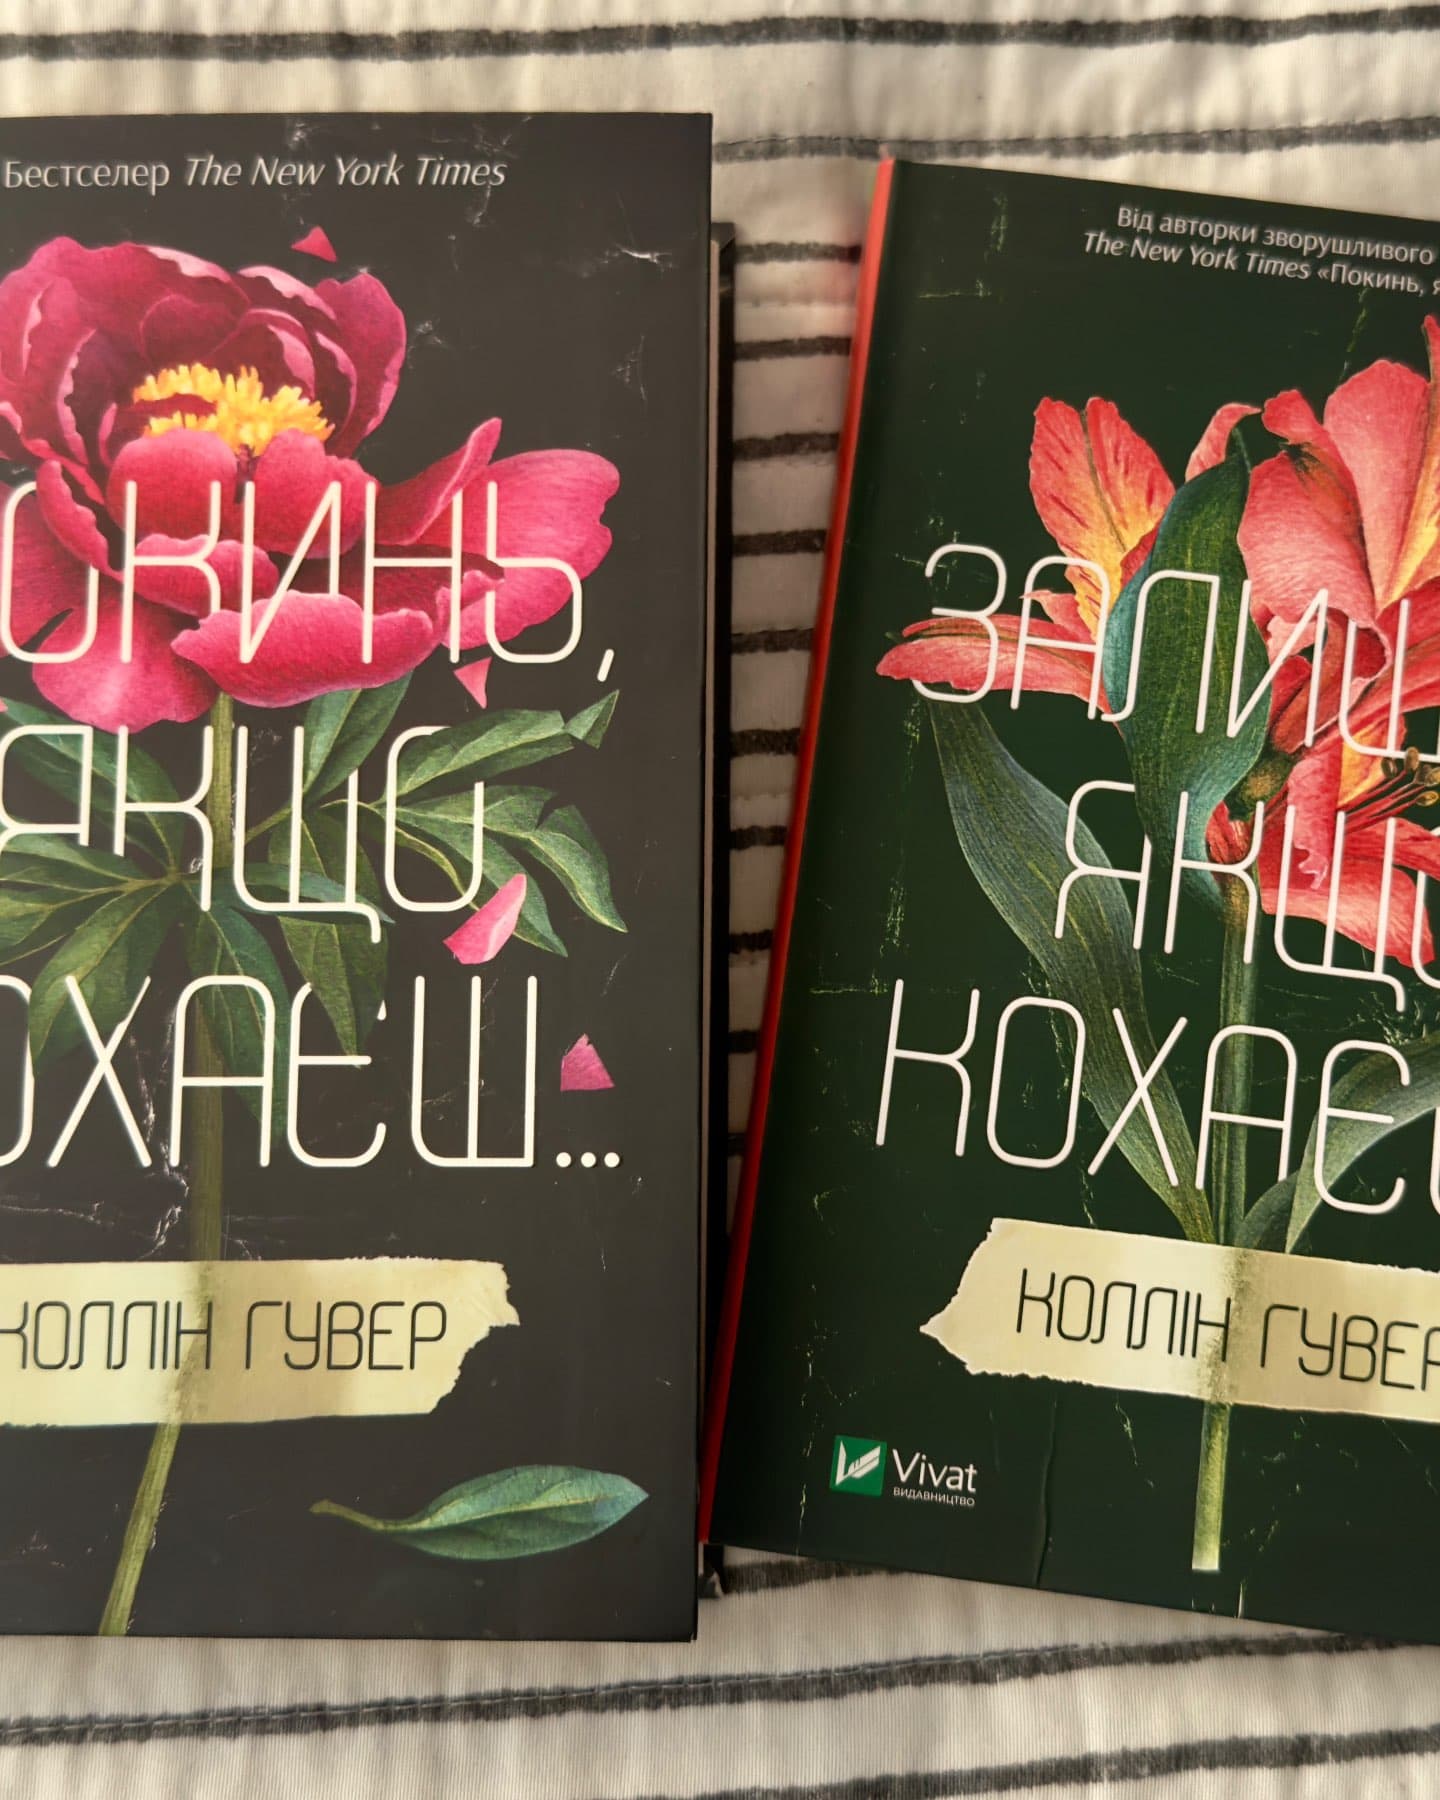 Бестселер The New York Times
ОКИНЬ,
ЯКЩО
ОХАЄШ...
КОЛЛІН ГУВЕР
Від авторки зворушливого
The New York Times «Покинь, я
ЗАЛИШ
ЯКЩО
КОХАЄ
КОЛЛІН ГУВЕР
Vivat
ВИДАВНИЦТВО